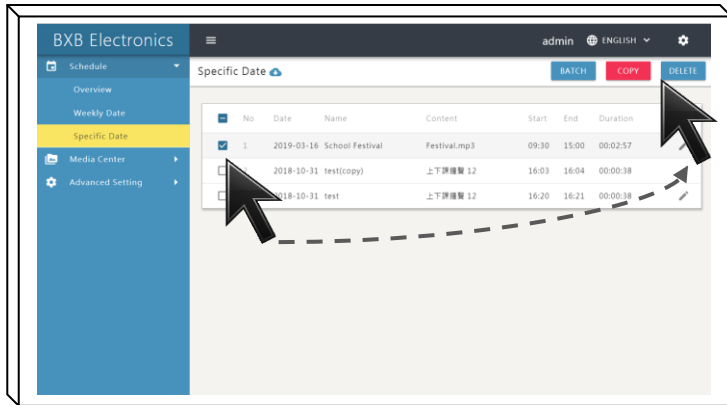 BXB Electronics
admin ENGLISH
Schedule
Overview
Weekly Date
Specific Date
Media Center
Advanced Setting
Specific Date
BATCH COPY DELETE
No Date Name Content Start End Duration
1 2019-03-16 School Festival Festival.mp3 09:30 15:00 00:02:57
2018-10-31 test(copy) 上下課鐘聲 12 16:03 16:04 00:00:38
2018-10-31 test 上下課鐘聲 12 16:20 16:21 00:00:38